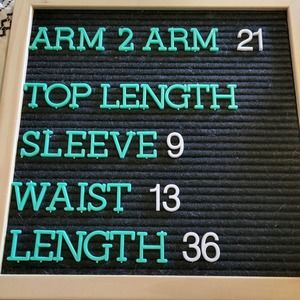 ARM 2 ARM 21
TOP LENGTH
SLEEVE 9
WAIST 13
LENGTH 36